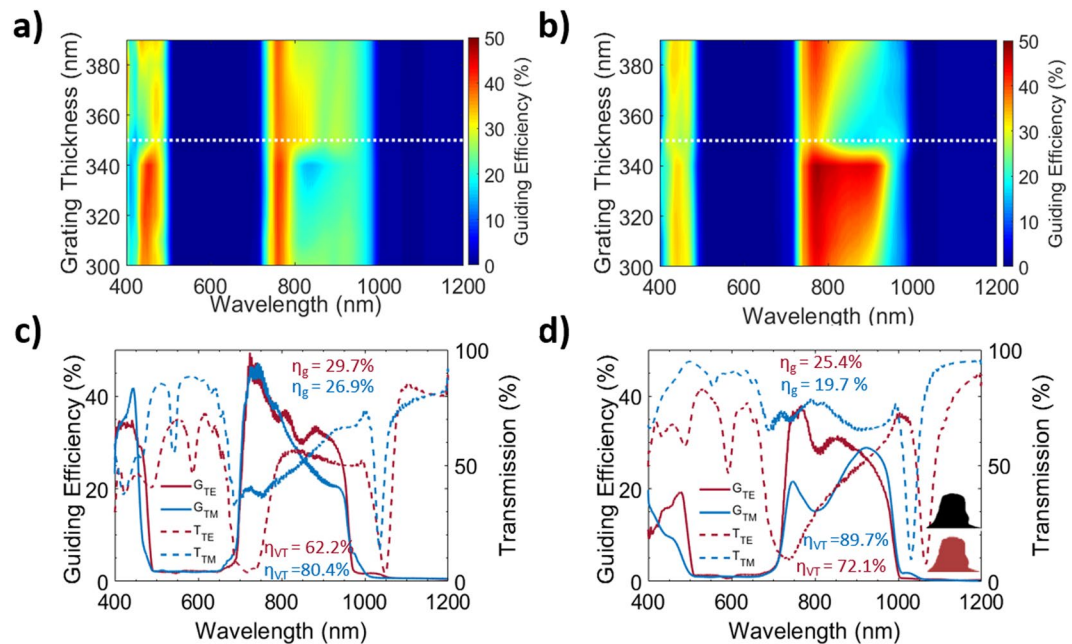 a)
Grating Thickness (nm)
380
360
340
320
300
400 600 800 1000 1200
Wavelength (nm)
50
40
30
20
10
0
Guiding Efficiency (%)
b)
Grating Thickness (nm)
380
360
340
320
300
400 600 800 1000 1200
Wavelength (nm)
50
40
30
20
10
0
Guiding Efficiency (%)
c)
Guiding Efficiency (%)
40
20
0
ηg = 29.7%
ηg = 26.9%
GTE
GTM
TTE
TTM
ηVT = 62.2%
ηVT =80.4%
100
50
0
Transmission (%)
400 600 800 1000 1200
Wavelength (nm)
d)
Guiding Efficiency (%)
40
20
0
ηg = 25.4%
ηg = 19.7 %
GTE
GTM
TTE
TTM
ηVT =89.7%
ηVT = 72.1%
100
50
0
Transmission (%)
400 600 800 1000 1200
Wavelength (nm)